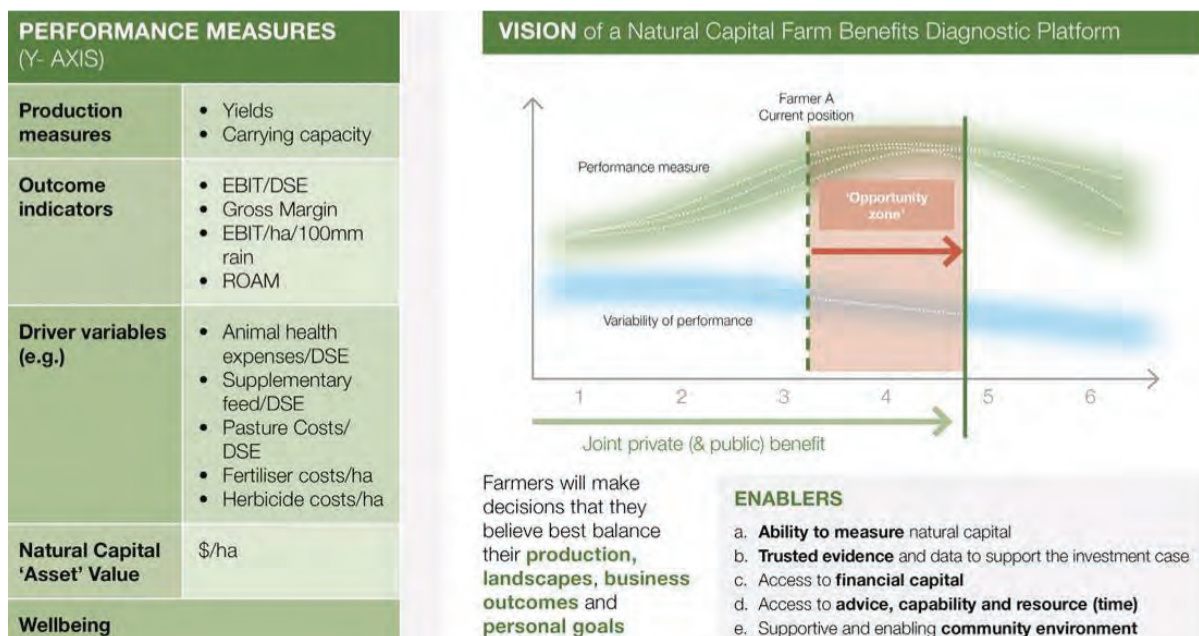 PERFORMANCE MEASURES
(Y- AXIS)
Production
measures
• Yields
• Carrying capacity
Outcome
indicators
• EBIT/DSE
• Gross Margin
• EBIT/ha/100mm
rain
• ROAM
Driver variables
(e.g.)
• Animal health
expenses/DSE
• Supplementary
feed/DSE
• Pasture Costs/
DSE
• Fertiliser costs/ha
• Herbicide costs/ha
Natural Capital
'Asset' Value
$/ha
Wellbeing
VISION of a Natural Capital Farm Benefits Diagnostic Platform
Farmer A
Current position
Performance measure
'Opportunity
zone'
Variability of performance
1 2 3 4 5 6
Joint private (& public) benefit
Farmers will make
decisions that they
believe best balance
their production,
landscapes, business
outcomes and
personal goals
ENABLERS
a. Ability to measure natural capital
b. Trusted evidence and data to support the investment case
c. Access to financial capital
d. Access to advice, capability and resource (time)
e. Supportive and enabling community environment